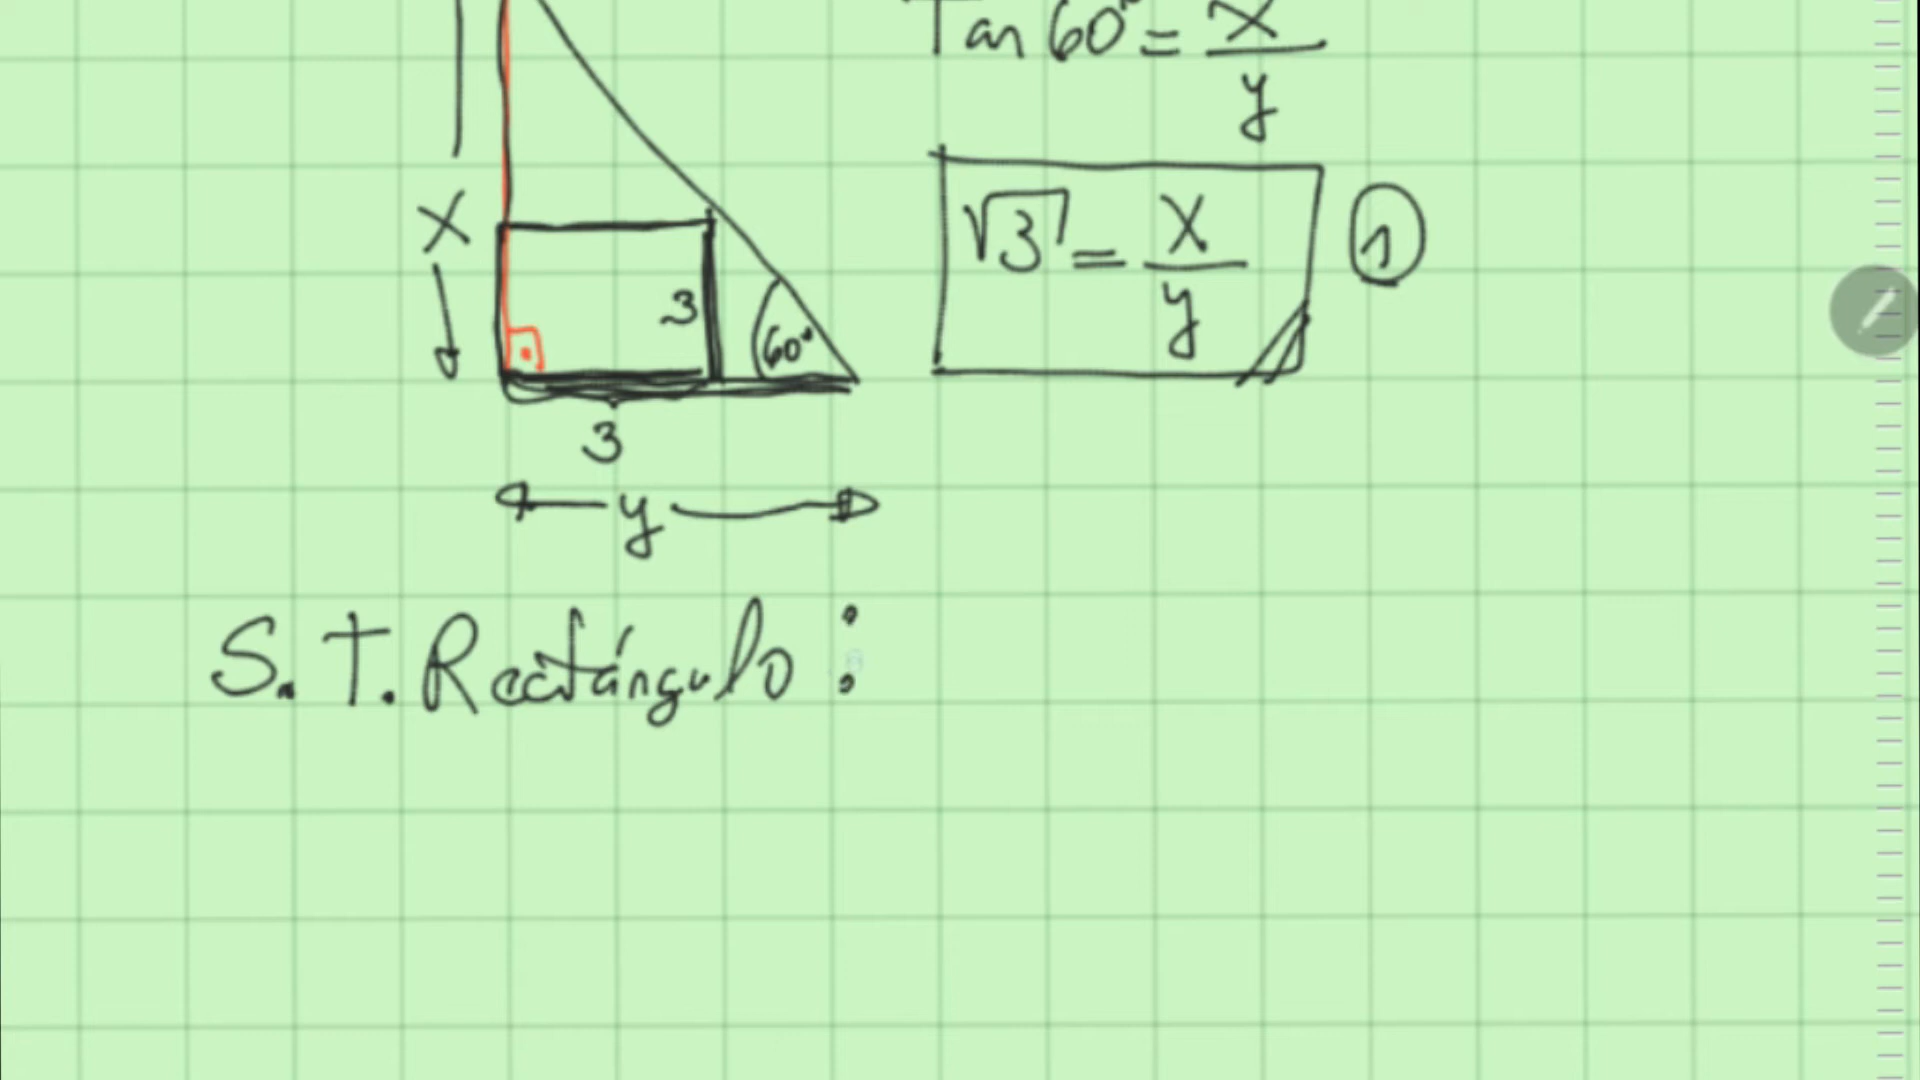 Tan 60° = x/y
√3 = x/y ①
x
3
60°
3
y
S.T. Rectángulo: